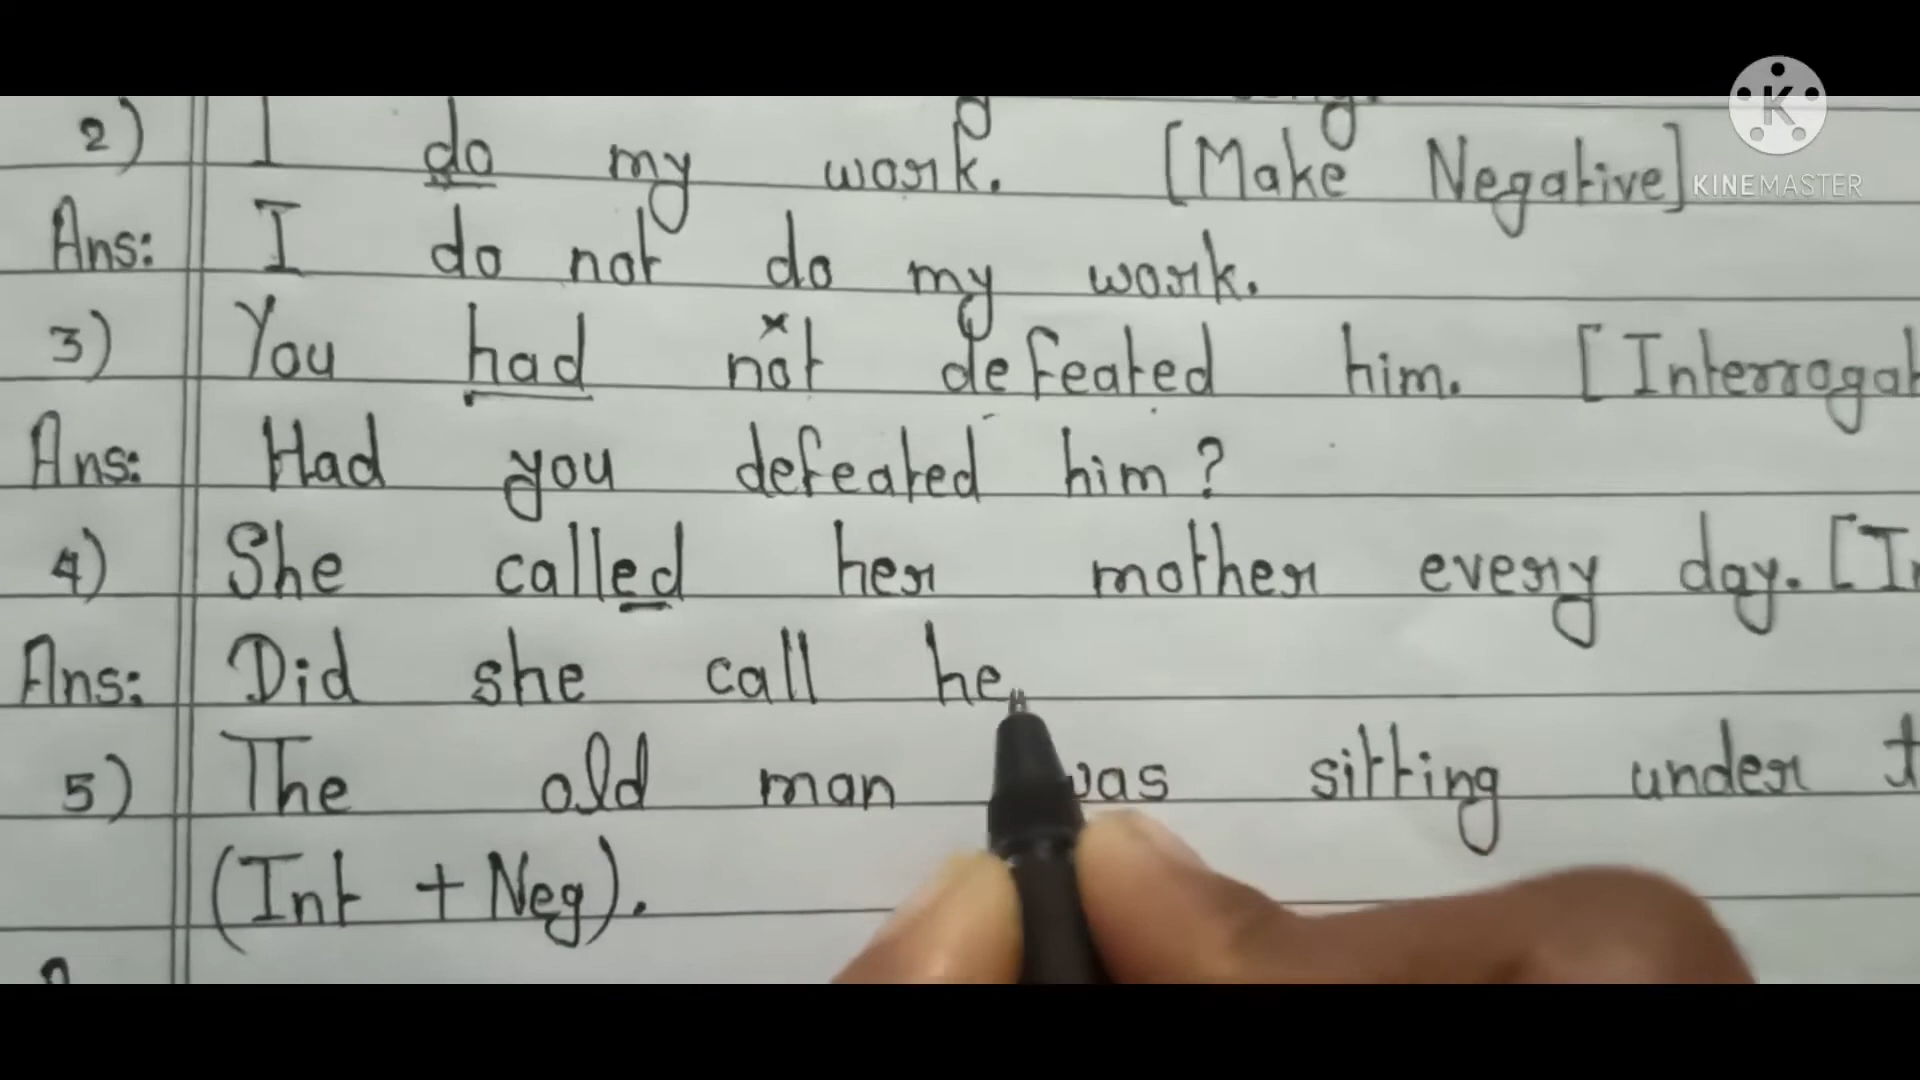 2) I do my work. [Make Negative]
Ans: I do not do my work.
3) You had not defeated him. [Interrogat
Ans: Had you defeated him?
4) She called her mother every day. [In
Ans: Did she call he
5) The old man was sitting under t
(Int + Neg).
K
KINEMASTER